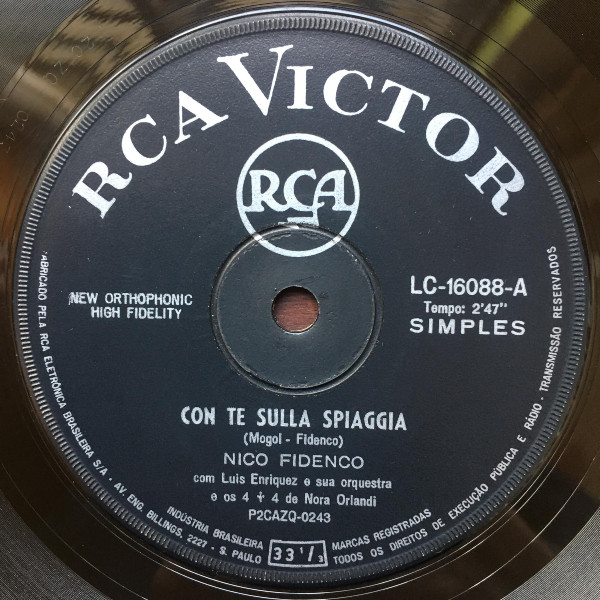 RCA VICTOR
RCA
NEW ORTHOPHONIC
HIGH FIDELITY
LC-16088-A
Tempo: 2'47"
SIMPLES
CON TE SULLA SPIAGGIA
(Mogol - Fidenco)
NICO FIDENCO
com Luis Enriquez e sua orquestra
e os 4 + 4 de Nora Orlandi
P2CAZQ-0243
FABRICADO PELA RCA ELETRÔNICA BRASILEIRA S/A - AV. ENG. BILLINGS, 2227 - S. PAULO
INDÚSTRIA BRASILEIRA
33 1/3
MARCAS REGISTRADAS
TODOS OS DIREITOS DE EXECUÇÃO PÚBLICA E RÁDIO - TRANSMISSÃO RESERVADOS